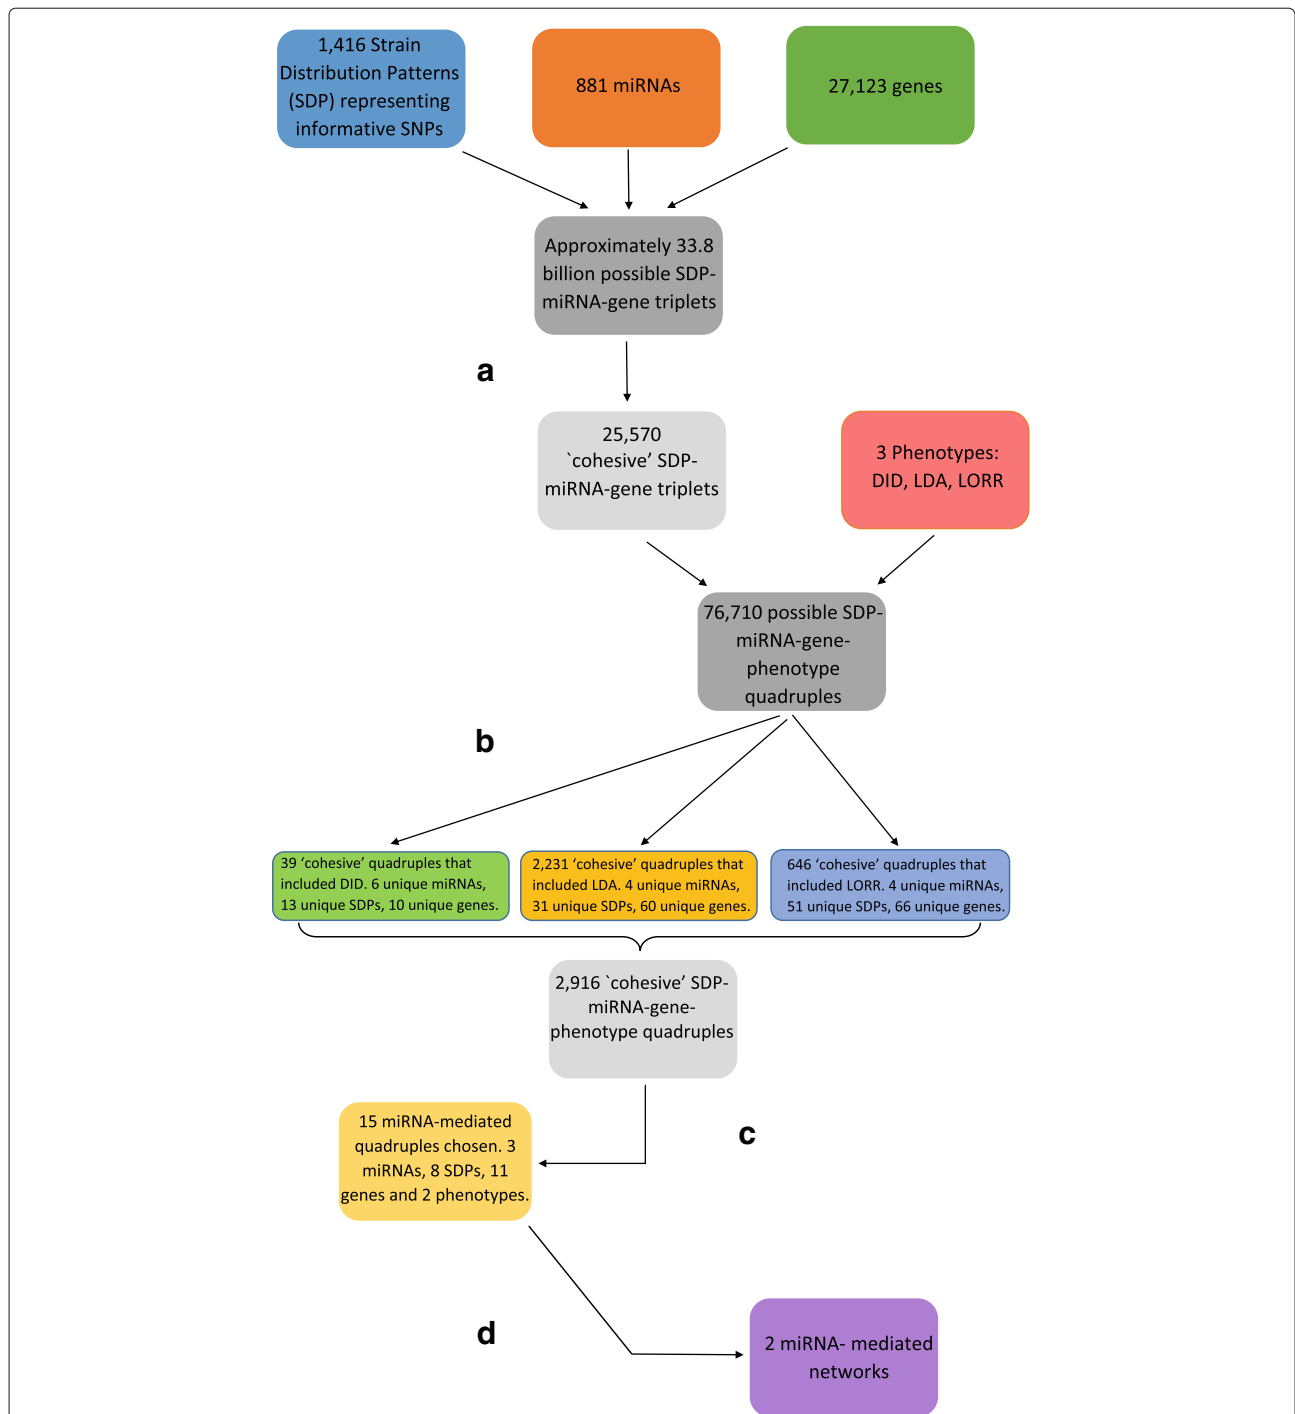 1,416 Strain
Distribution Patterns
(SDP) representing
informative SNPs
881 miRNAs
27,123 genes
Approximately 33.8
billion possible SDP-
miRNA-gene triplets
a
25,570
`cohesive’ SDP-
miRNA-gene triplets
3 Phenotypes:
DID, LDA, LORR
76,710 possible SDP-
miRNA-gene-
phenotype
quadruples
b
39 ‘cohesive’ quadruples that
included DID. 6 unique miRNAs,
13 unique SDPs, 10 unique genes.
2,231 ‘cohesive’ quadruples that
included LDA. 4 unique miRNAs,
31 unique SDPs, 60 unique genes.
646 ‘cohesive’ quadruples that
included LORR. 4 unique miRNAs,
51 unique SDPs, 66 unique genes.
2,916 `cohesive’ SDP-
miRNA-gene-
phenotype quadruples
c
15 miRNA-mediated
quadruples chosen. 3
miRNAs, 8 SDPs, 11
genes and 2 phenotypes.
d
2 miRNA- mediated
networks